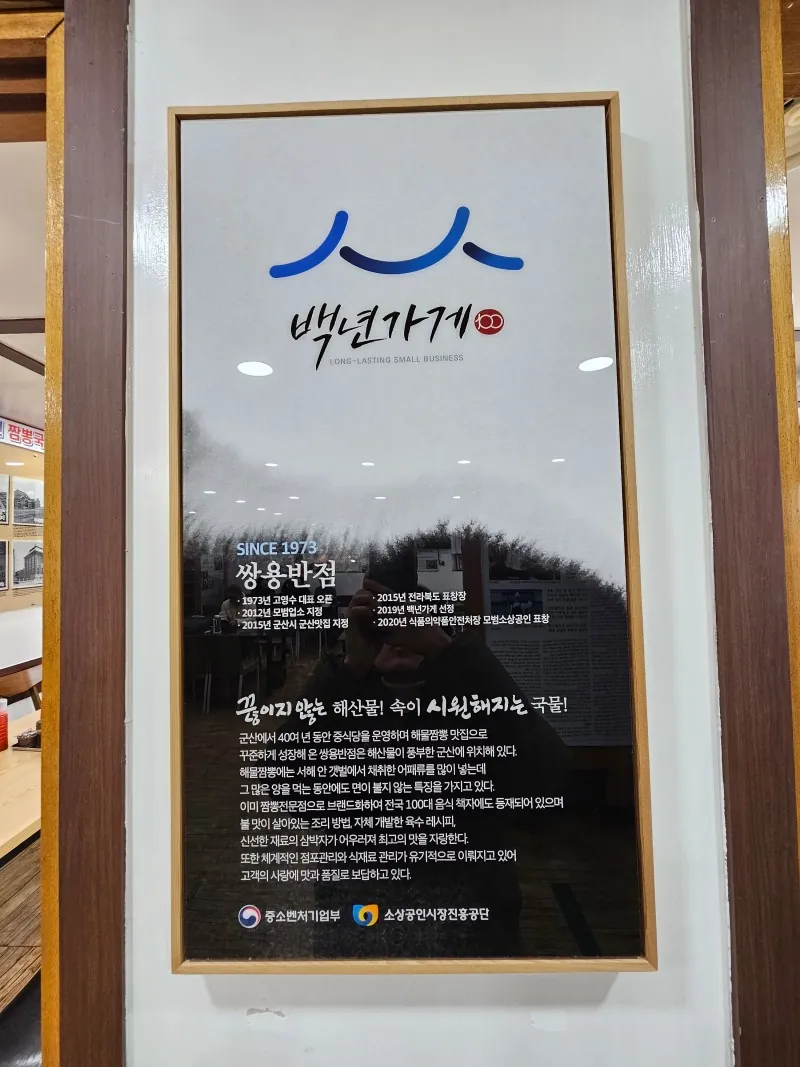 짬뽕국
백년가게 100
LONG-LASTING SMALL BUSINESS
SINCE 1973
쌍용반점
· 1973년 고영수 대표 오픈
· 2012년 모범업소 지정
· 2015년 군산시 군산맛집 지정
· 2015년 전라북도 표창장
· 2019년 백년가게 선정
· 2020년 식품의약품안전처장 모범소상공인 표창
끊이지 않는 해산물! 속이 시원해지는 국물!
군산에서 40여 년 동안 중식당을 운영하며 해물짬뽕 맛집으로
꾸준하게 성장해 온 쌍용반점은 해산물이 풍부한 군산에 위치해 있다.
해물짬뽕에는 서해 안 갯벌에서 채취한 어패류를 많이 넣는데
그 많은 양을 먹는 동안에도 면이 붇지 않는 특징을 가지고 있다.
이미 짬뽕전문점으로 브랜드화하여 전국 100대 음식 책자에도 등재되어 있으며
불 맛이 살아있는 조리 방법, 자체 개발한 육수 레시피,
신선한 재료의 삼박자가 어우러져 최고의 맛을 자랑한다.
또한 체계적인 점포관리와 식재료 관리가 유기적으로 이뤄지고 있어
고객의 사랑에 맛과 품질로 보답하고 있다.
중소벤처기업부 소상공인시장진흥공단